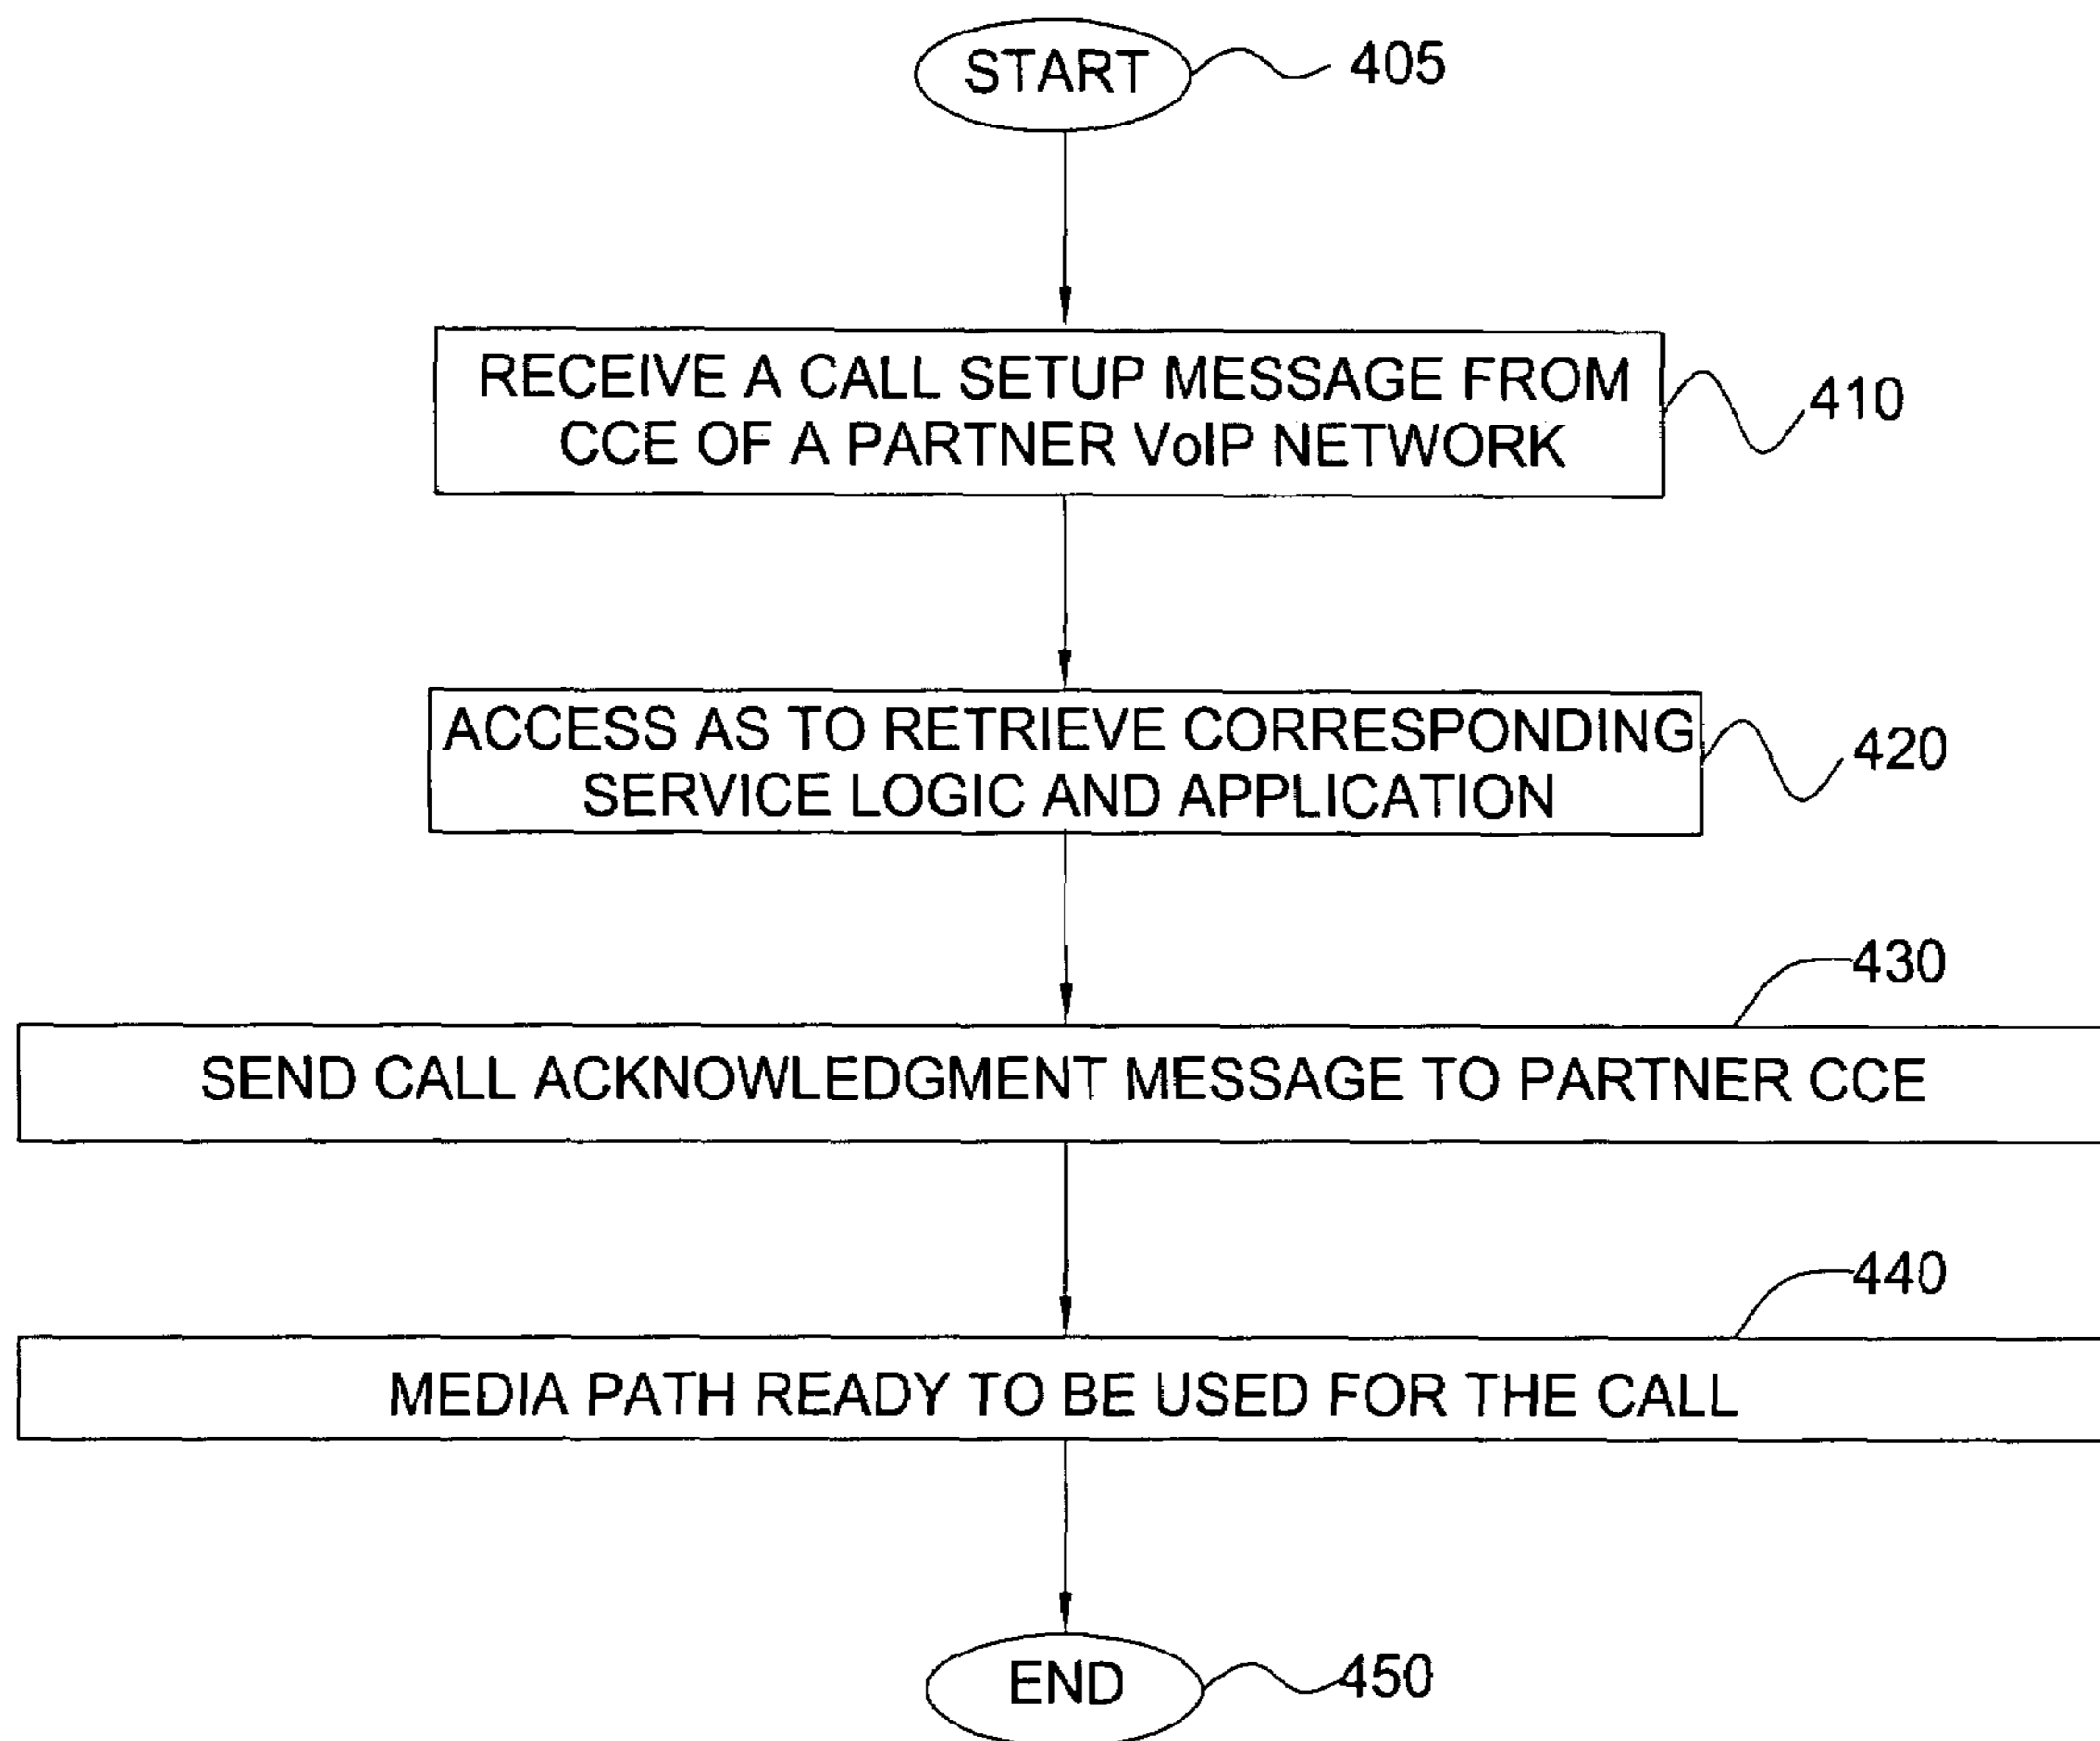 START
405
RECEIVE A CALL SETUP MESSAGE FROM
CCE OF A PARTNER VoIP NETWORK
410
ACCESS AS TO RETRIEVE CORRESPONDING
SERVICE LOGIC AND APPLICATION
420
430
SEND CALL ACKNOWLEDGMENT MESSAGE TO PARTNER CCE
440
MEDIA PATH READY TO BE USED FOR THE CALL
END
450